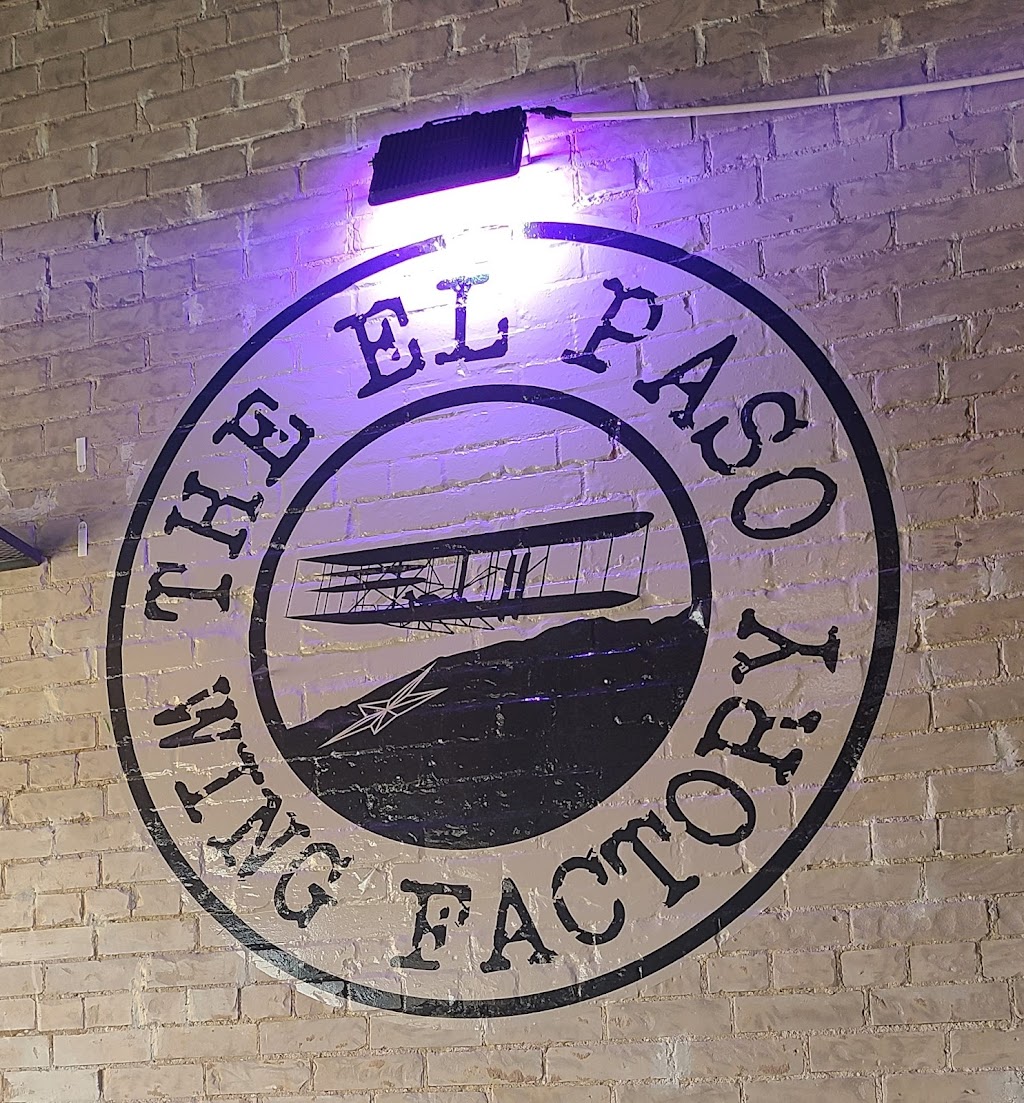 THE EL PASO
WING FACTORY